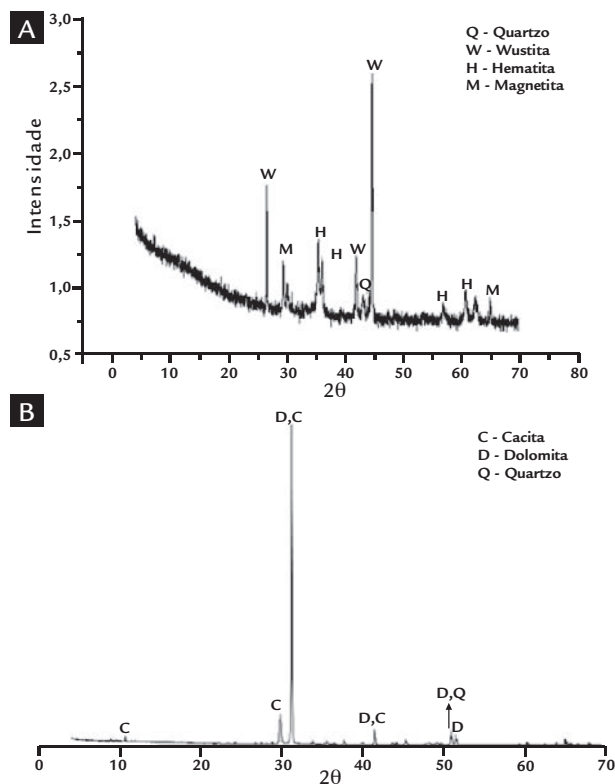 A
3,0
2,5
2,0
1,5
1,0
0,5
Intensidade
Q - Quartzo
W - Wustita
H - Hematita
M - Magnetita
W
W
M
H
H
W
Q
H
H
M
0 10 20 30 40 50 60 70 80
2θ
B
D,C
C - Cacita
D - Dolomita
Q - Quartzo
C
C
D,C
D,Q
D
0 10 20 30 40 50 60 70
2θ